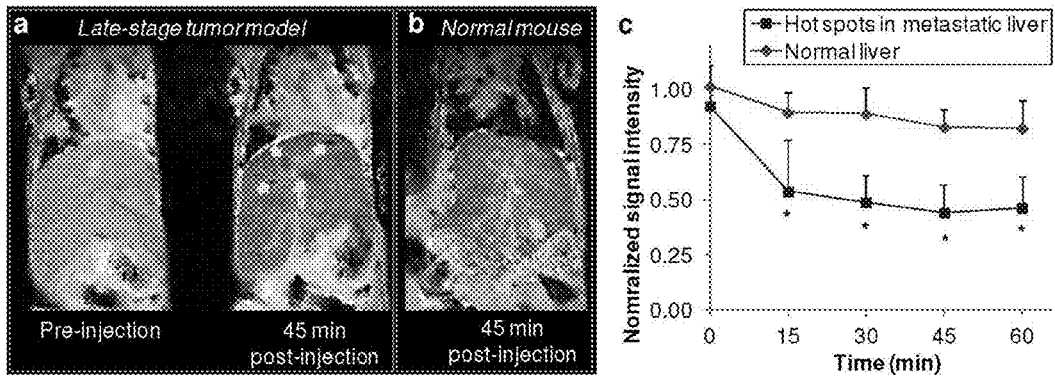 a
Late-stage tumor model
b
Normal mouse
Pre-injection
45 min
post-injection
45 min
post-injection
c
Hot spots in metastatic liver
Normal liver
Nomralized signal intensity
1.00
0.75
0.50
0.25
0.00
*
*
*
*
0
15
30
45
60
Time (min)